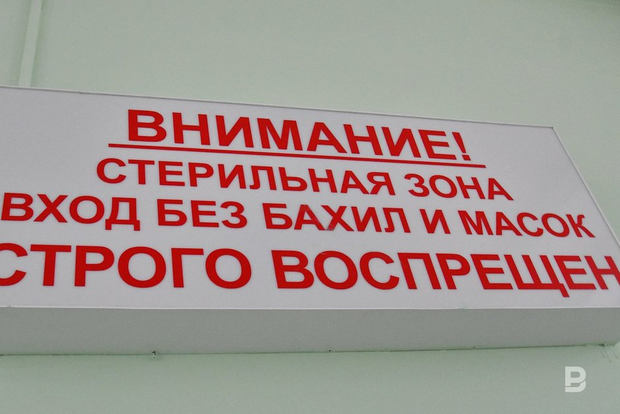 ВНИМАНИЕ!
СТЕРИЛЬНАЯ ЗОНА
ВХОД БЕЗ БАХИЛ И МАСОК
СТРОГО ВОСПРЕЩЕН
B